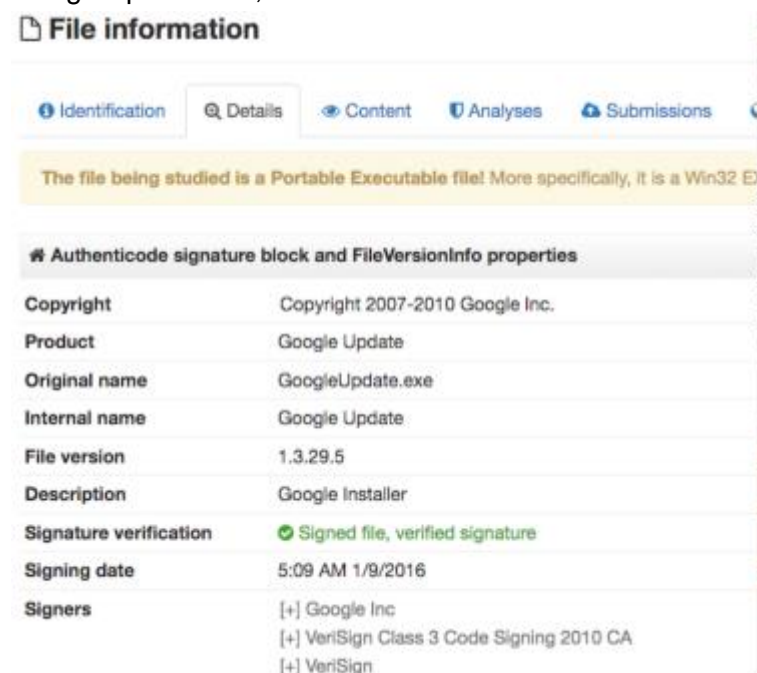 File information
Identification Details Content Analyses Submissions
The file being studied is a Portable Executable file! More specifically, it is a Win32
Authenticode signature block and FileVersionInfo properties
Copyright Copyright 2007-2010 Google Inc.
Product Google Update
Original name GoogleUpdate.exe
Internal name Google Update
File version 1.3.29.5
Description Google Installer
Signature verification Signed file, verified signature
Signing date 5:09 AM 1/9/2016
Signers [+] Google Inc
[+] VeriSign Class 3 Code Signing 2010 CA
[+] VeriSign